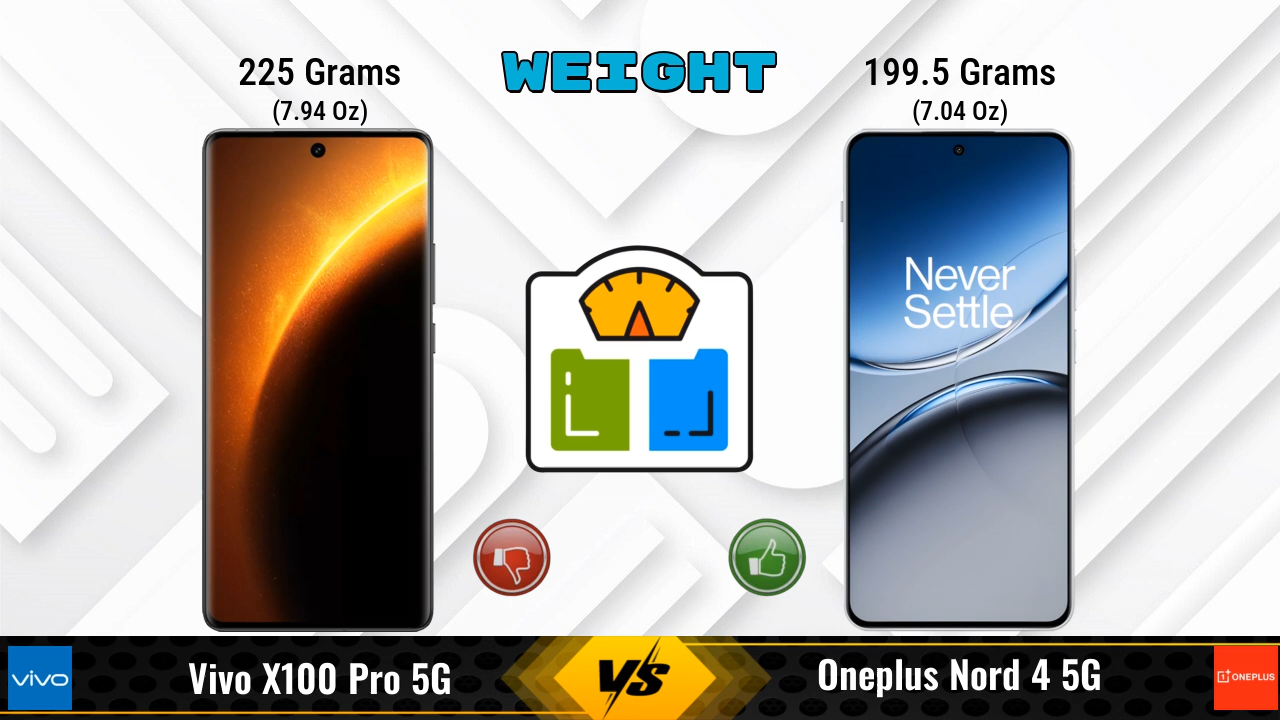 WEIGHT
225 Grams
(7.94 Oz)
199.5 Grams
(7.04 Oz)
Never
Settle
vivo
Vivo X100 Pro 5G
VS
Oneplus Nord 4 5G
1+ ONEPLUS